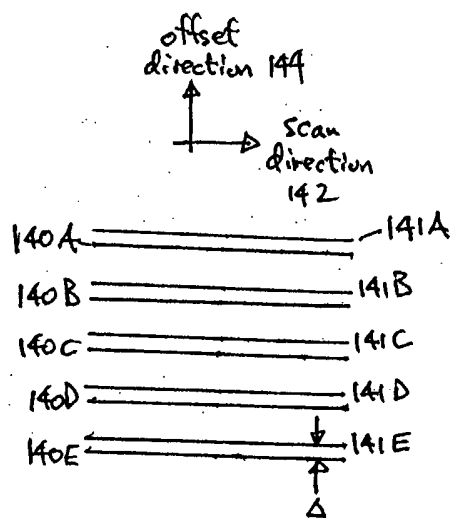 offset
direction 144
scan
direction
142
140A
141A
140B
141B
140C
141C
140D
141D
140E
141E
Δ